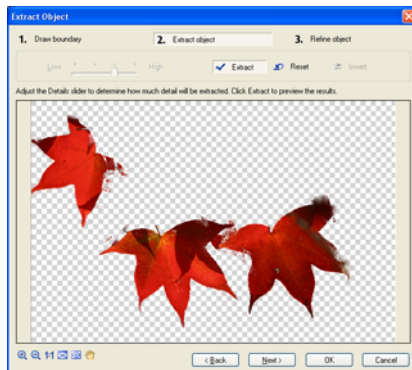 Extract Object
1. Draw boundary 2. Extract object 3. Refine object
Low High Extract Reset Invert
Adjust the Details slider to determine how much detail will be extracted. Click Extract to preview the results.
1:1 < Back Next > OK Cancel